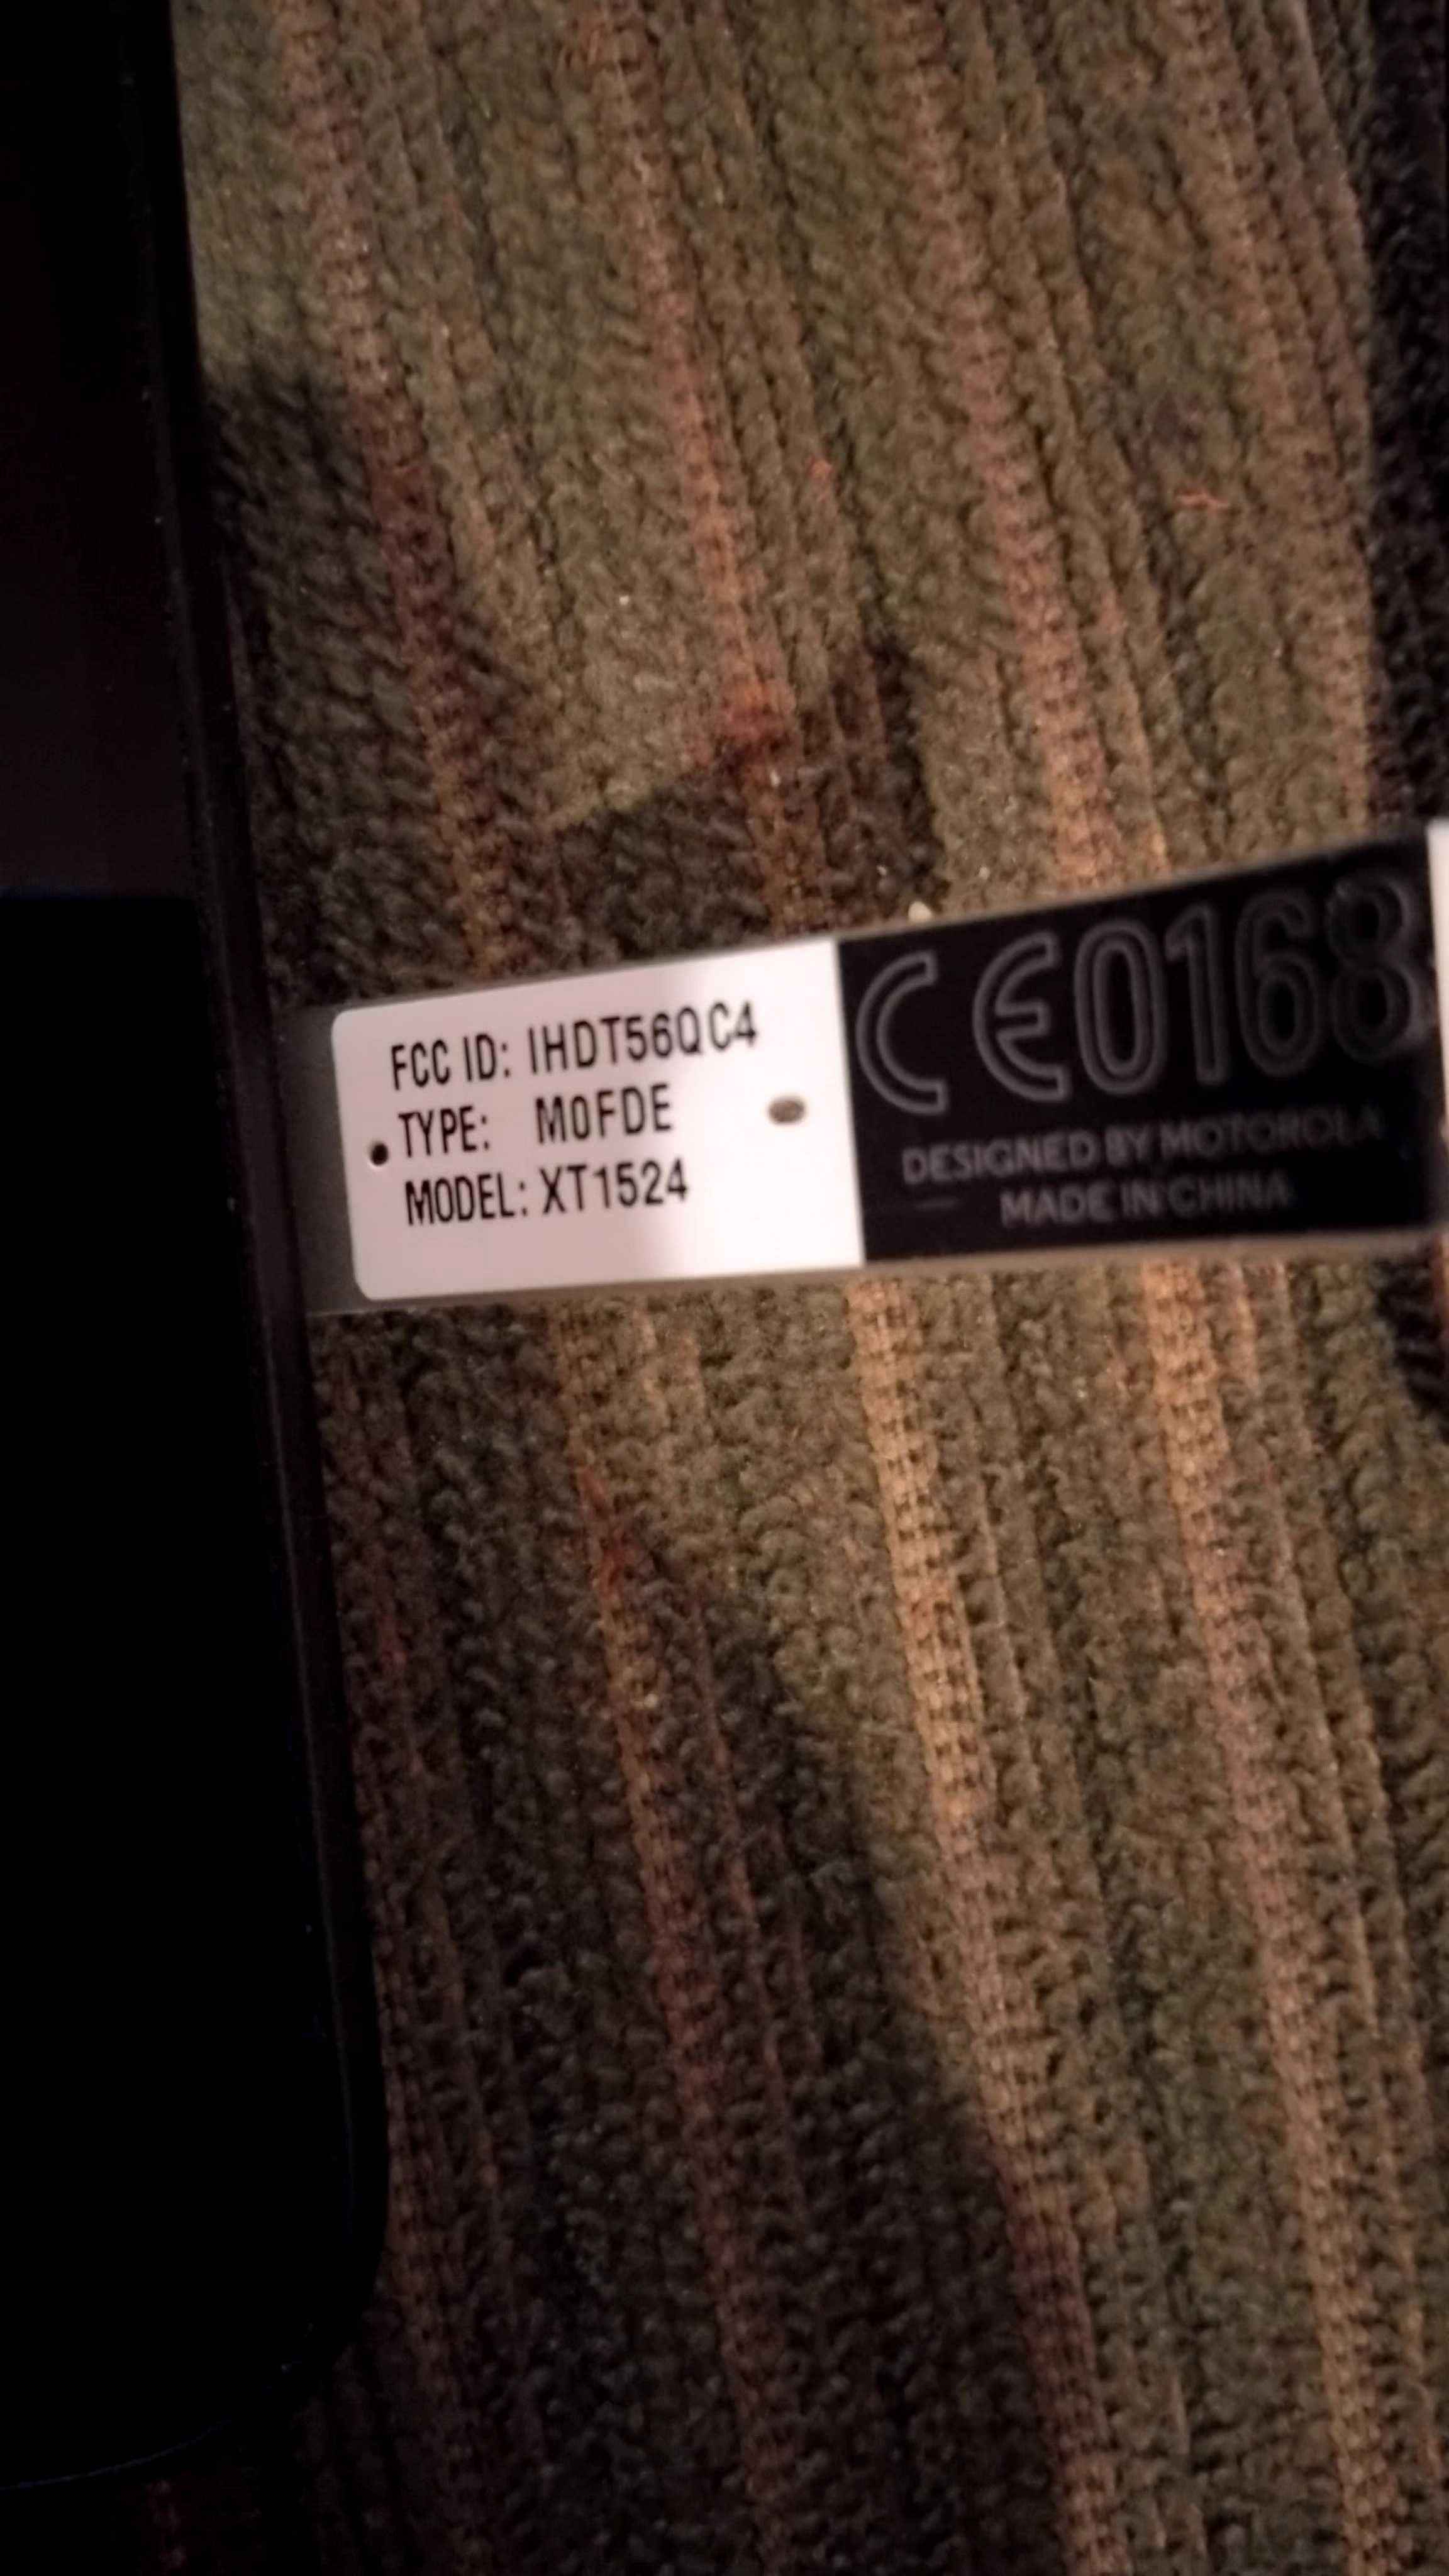 FCC ID: IHDT56QC4
TYPE: M0FDE
MODEL: XT1524
CE0168
DESIGNED BY MOTOROLA
MADE IN CHINA